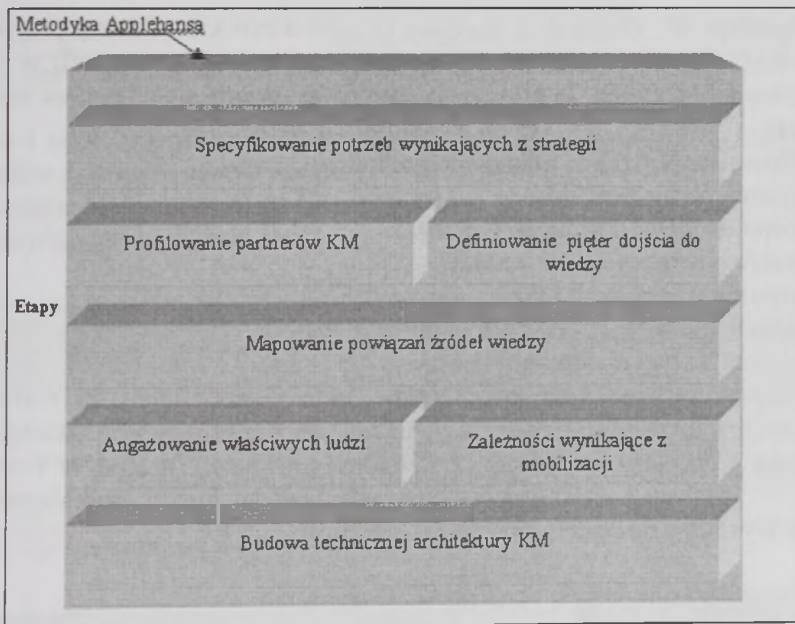 Metodyka Applehansa
Specyfikowanie potrzeb wynikających z strategii
Profilowanie partnerów KM
Definiowanie pięter dojścia do
wiedzy
Etapy
Mapowanie powiązań źródeł wiedzy
Angażowanie właściwych ludzi
Zależności wynikające z
mobilizacji
Budowa technicznej architektury KM